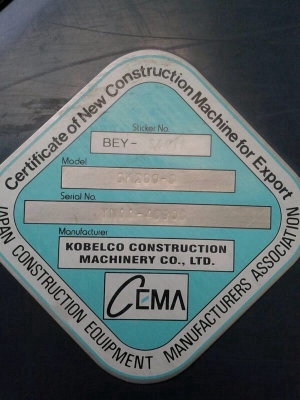 Certificate of New Construction Machine for Export
Sticker No.
BEY-
Model
Serial No.
Manufacturer
KOBELCO CONSTRUCTION
MACHINERY CO., LTD.
CEMA
JAPAN CONSTRUCTION EQUIPMENT MANUFACTURERS ASSOCIATION